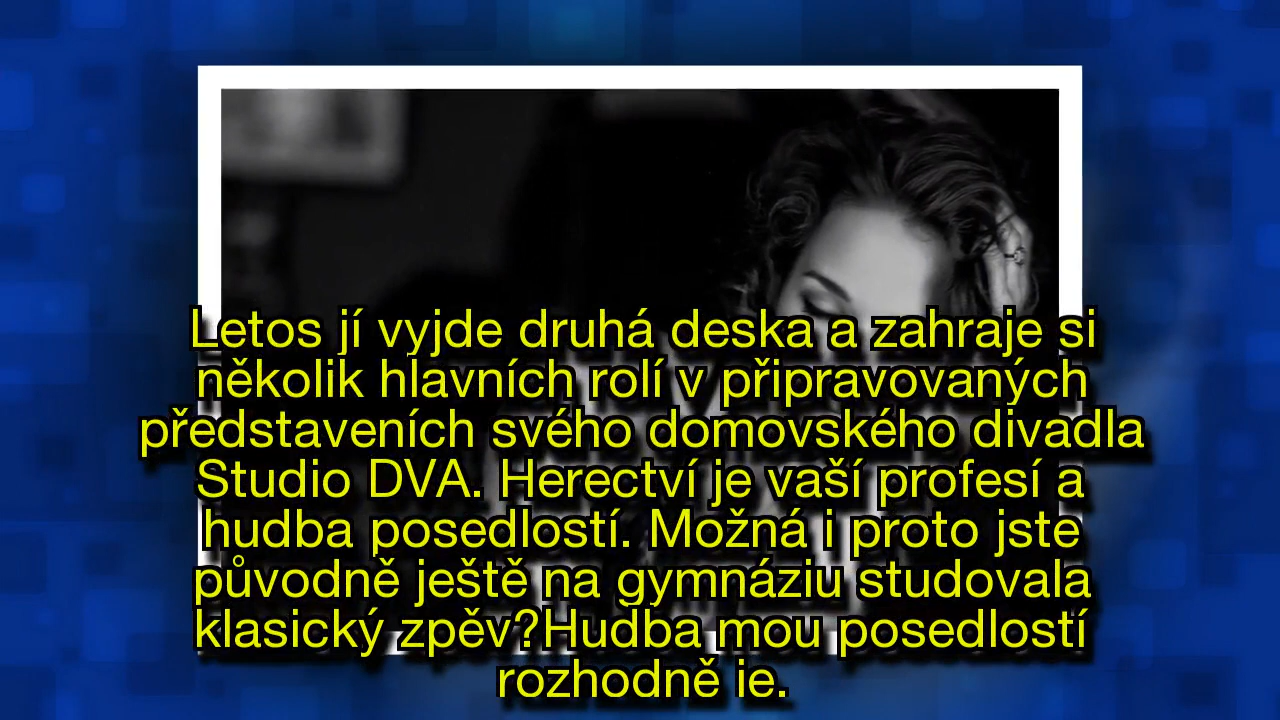 Letos jí vyjde druhá deska a zahraje si
několik hlavních rolí v připravovaných
představeních svého domovského divadla
Studio DVA. Herectví je vaší profesí a
hudba posedlostí. Možná i proto jste
původně ještě na gymnáziu studovala
klasický zpěv?Hudba mou posedlostí
rozhodně je.